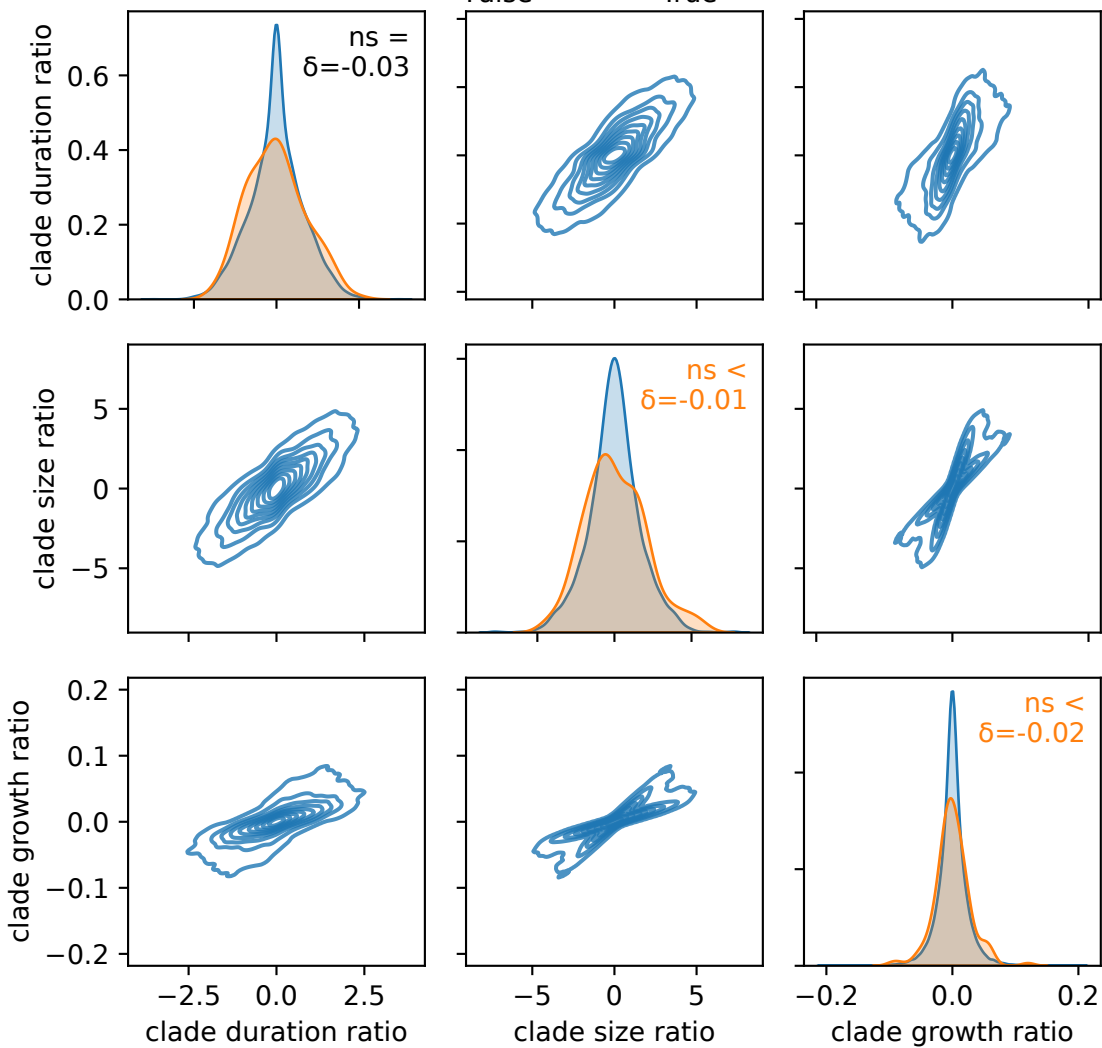 clade duration ratio
0.6
0.4
0.2
0.0
ns =
δ=-0.03
clade size ratio
5
0
−5
ns <
δ=-0.01
clade growth ratio
0.2
0.1
0.0
−0.1
−0.2
ns <
δ=-0.02
−2.5
0.0
2.5
−5
0
5
−0.2
0.0
0.2
clade duration ratio
clade size ratio
clade growth ratio